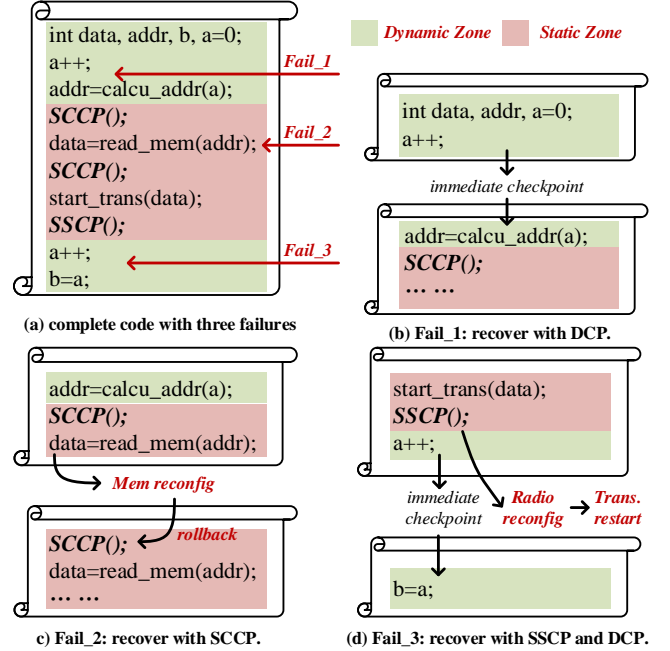 int data, addr, b, a=0;
a++;
addr=calcu_addr(a);
SCCP();
data=read_mem(addr);
SCCP();
start_trans(data);
SSCP();
a++;
b=a;
Fail_1
Fail_2
Fail_3
(a) complete code with three failures
Dynamic Zone
Static Zone
int data, addr, a=0;
a++;
immediate checkpoint
addr=calcu_addr(a);
SCCP();
... ...
(b) Fail_1: recover with DCP.
addr=calcu_addr(a);
SCCP();
data=read_mem(addr);
Mem reconfig
rollback
SCCP();
data=read_mem(addr);
... ...
c) Fail_2: recover with SCCP.
start_trans(data);
SSCP();
a++;
immediate
checkpoint
Radio
reconfig
Trans.
restart
b=a;
(d) Fail_3: recover with SSCP and DCP.